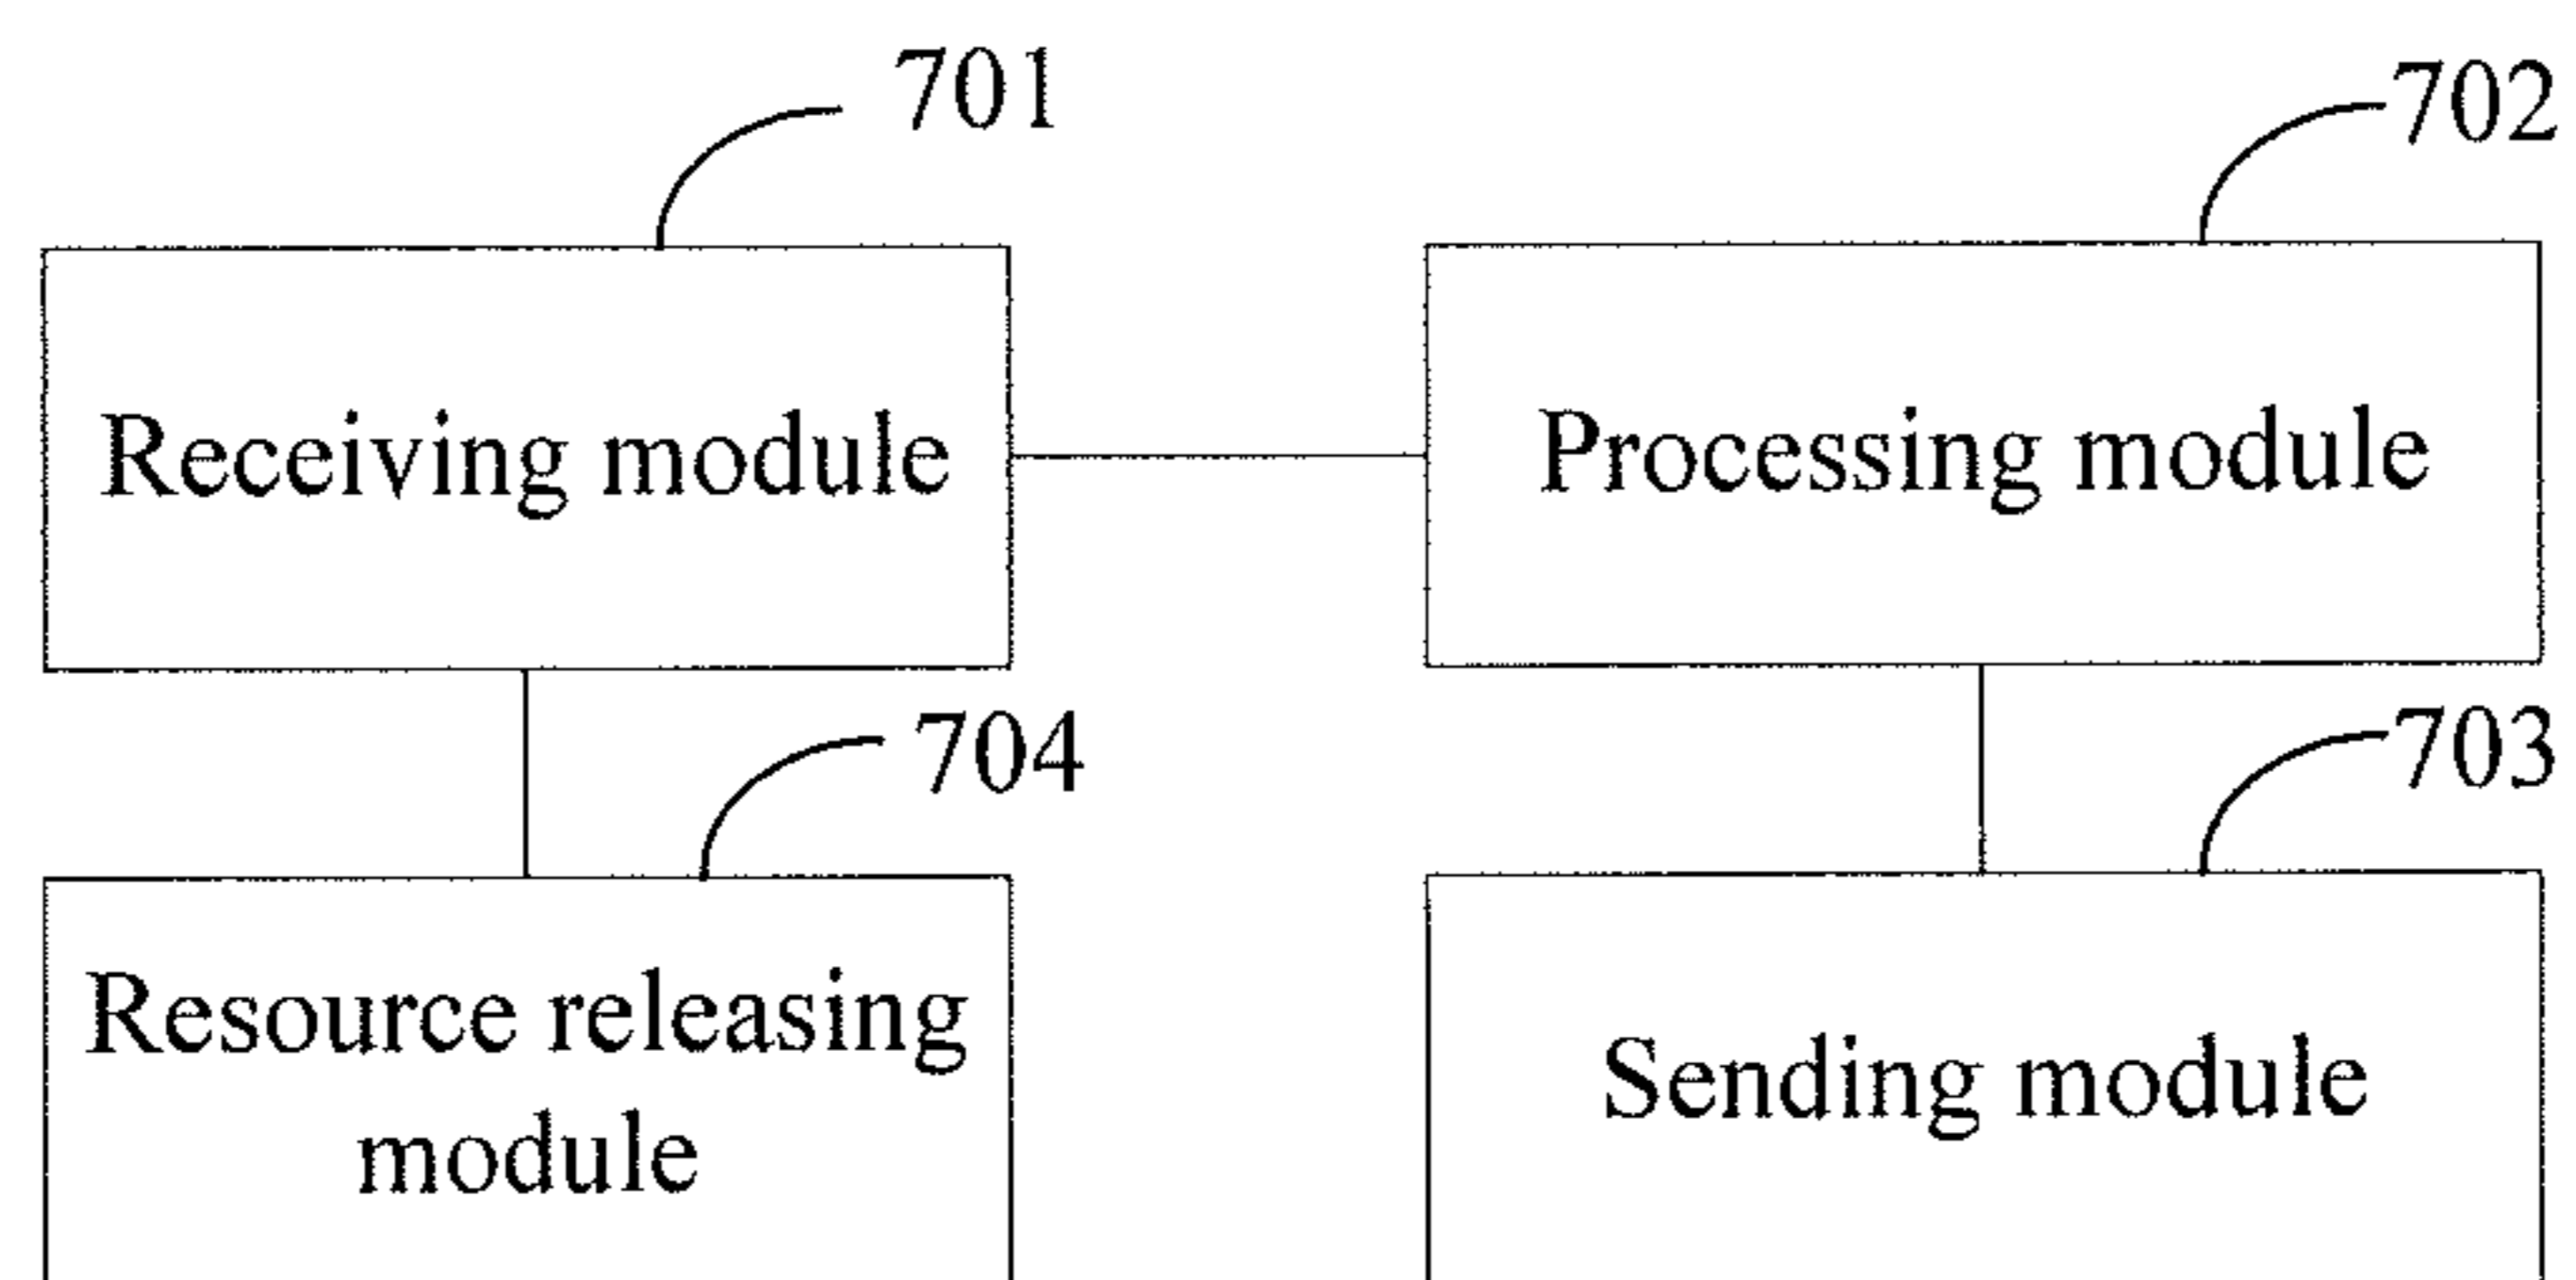 701
702
Receiving module
Processing module
704
703
Resource releasing
module
Sending module